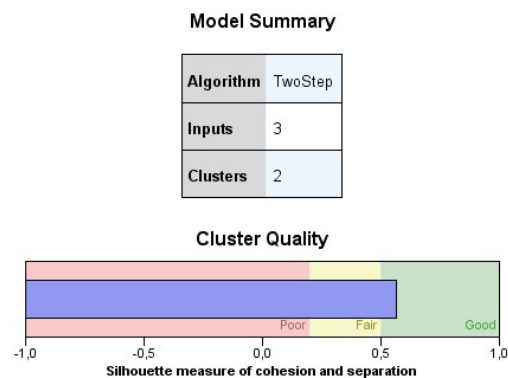 Model Summary
Algorithm TwoStep
Inputs 3
Clusters 2
Cluster Quality
Poor Fair Good
-1,0 -0,5 0,0 0,5 1,0
Silhouette measure of cohesion and separation